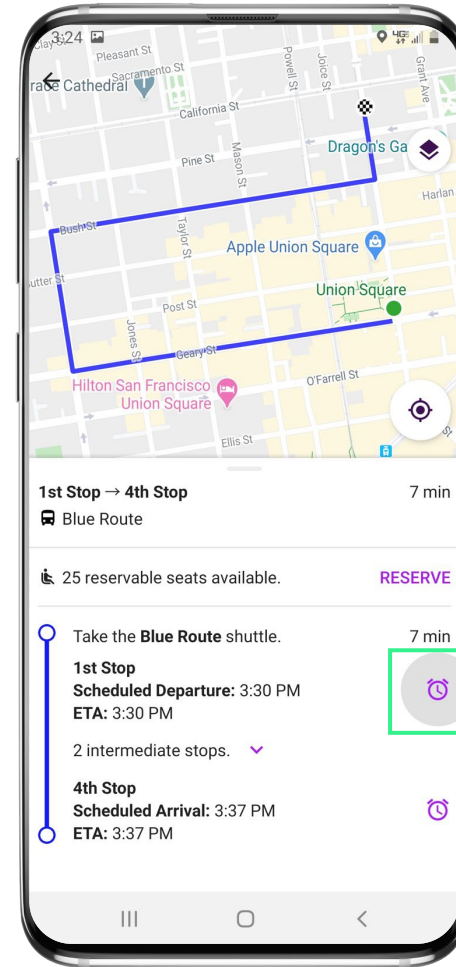 3:24
4G
Clay St
Pleasant St
Sacramento St
Powell St
Joice St
Grant Ave
Cathedral
California St
Pine St
Mason St
Dragon's Ga
Harlan
Bush St
Taylor St
Apple Union Square
utter St
Union Square
Post St
Jones St
Geary St
O'Farrell St
Hilton San Francisco
Union Square
Ellis St
1st Stop → 4th Stop 7 min
Blue Route
25 reservable seats available. RESERVE
Take the Blue Route shuttle. 7 min
1st Stop
Scheduled Departure: 3:30 PM
ETA: 3:30 PM
2 intermediate stops.
4th Stop
Scheduled Arrival: 3:37 PM
ETA: 3:37 PM